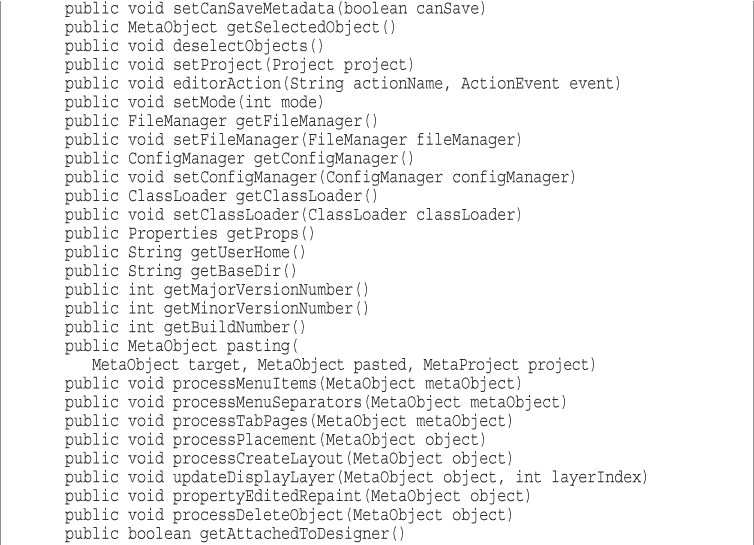 public void setCanSaveMetadata(boolean canSave)
public MetaObject getSelectedObject()
public void deselectObjects()
public void setProject(Project project)
public void editorAction(String actionName, ActionEvent event)
public void setMode(int mode)
public FileManager getFileManager()
public void setFileManager(FileManager fileManager)
public ConfigManager getConfigManager()
public void setConfigManager(ConfigManager configManager)
public ClassLoader getClassLoader()
public void setClassLoader(ClassLoader classLoader)
public Properties getProps()
public String getUserHome()
public String getBaseDir()
public int getMajorVersionNumber()
public int getMinorVersionNumber()
public int getBuildNumber()
public MetaObject pasting(
MetaObject target, MetaObject pasted, MetaProject project)
public void processMenuItems(MetaObject metaObject)
public void processMenuSeparators(MetaObject metaObject)
public void processTabPages(MetaObject metaObject)
public void processPlacement(MetaObject object)
public void processCreateLayout(MetaObject object)
public void updateDisplayLayer(MetaObject object, int layerIndex)
public void propertyEditedRepaint(MetaObject object)
public void processDeleteObject(MetaObject object)
public boolean getAttachedToDesigner()